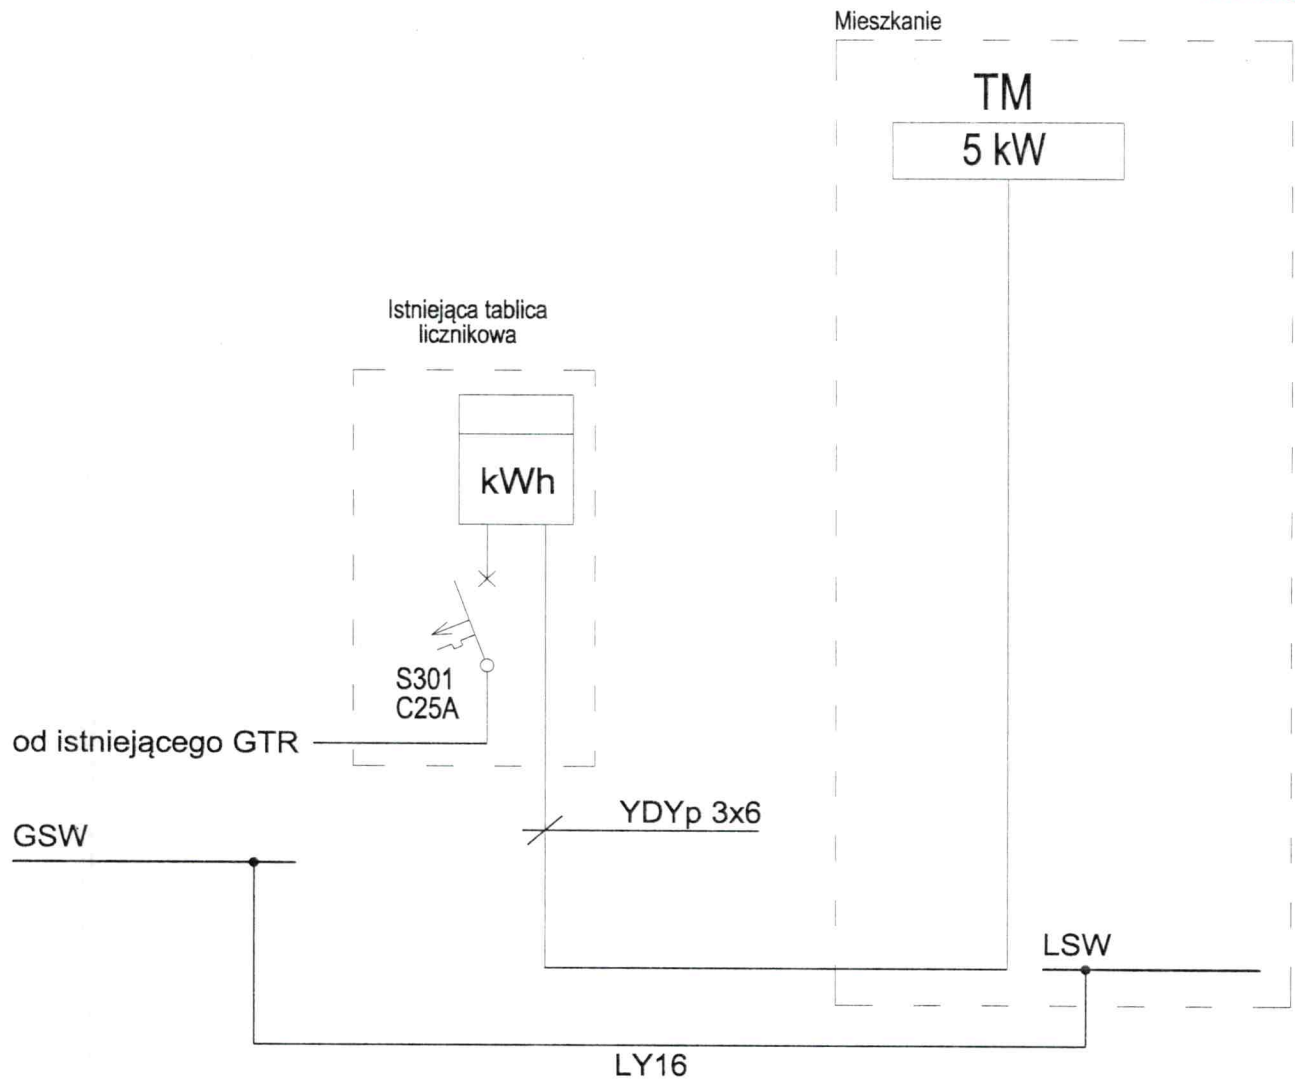 Mieszkanie
TM
5 kW
Istniejąca tablica
licznikowa
kWh
S301
C25A
od istniejącego GTR
YDYp 3x6
GSW
LSW
LY16